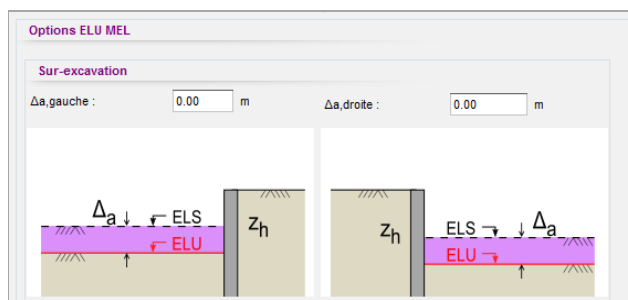 Options ELU MEL
Sur-excavation
Δa,gauche : 0.00 m Δa,droite : 0.00 m
Δa ELS zh
ELU
zh ELS Δa
ELU